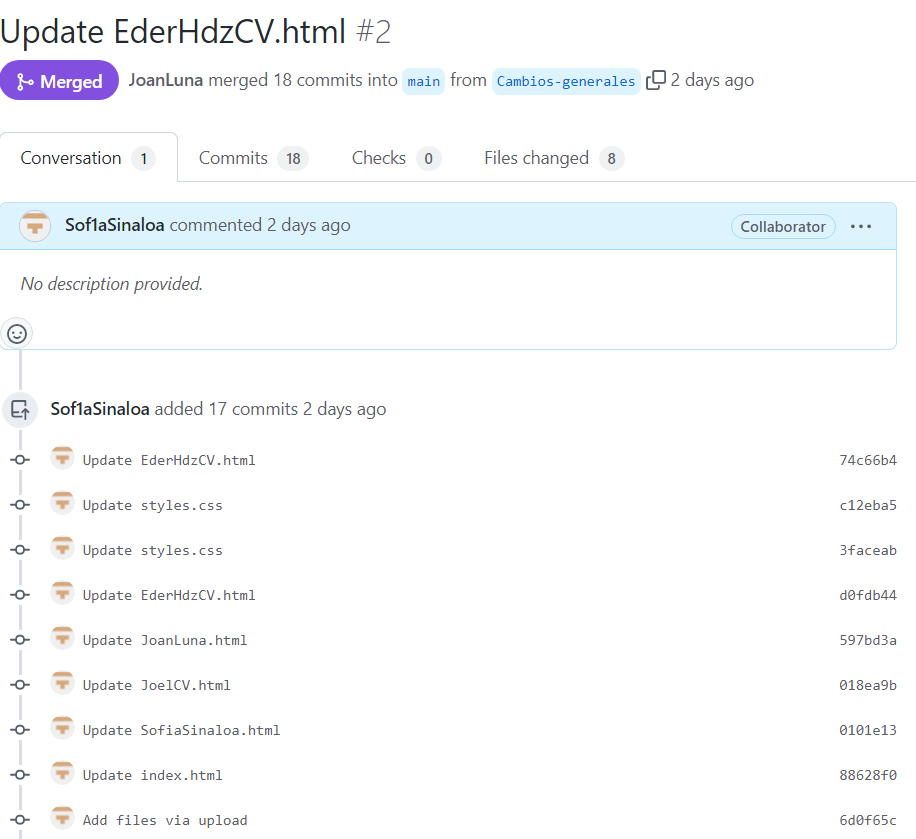 Update EderHdzCV.html #2
Merged JoanLuna merged 18 commits into main from Cambios-generales 2 days ago
Conversation 1 Commits 18 Checks 0 Files changed 8
Sof1aSinaloa commented 2 days ago Collaborator ...
No description provided.
Sof1aSinaloa added 17 commits 2 days ago
Update EderHdzCV.html 74c66b4
Update styles.css c12eba5
Update styles.css 3faceab
Update EderHdzCV.html d0fdb44
Update JoanLuna.html 597bd3a
Update JoelCV.html 018ea9b
Update SofiaSinaloa.html 0101e13
Update index.html 88628f0
Add files via upload 6d0f65c